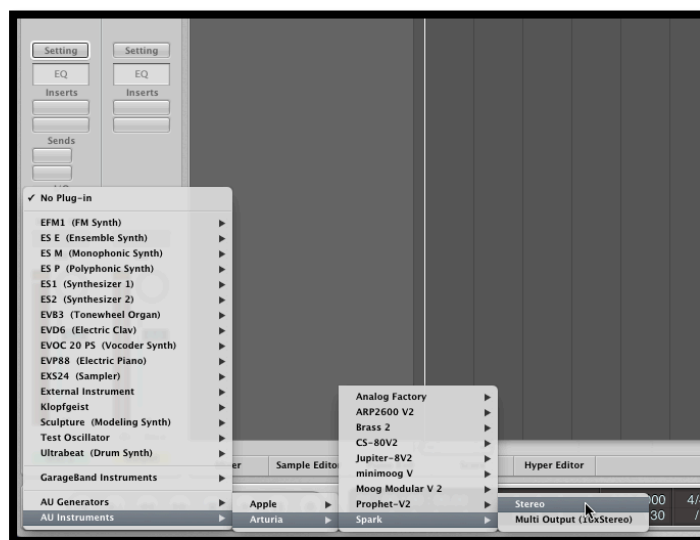 Setting
Setting
EQ
EQ
Inserts
Inserts
Sends
✓ No Plug-in
EFM1 (FM Synth)
ES E (Ensemble Synth)
ES M (Monophonic Synth)
ES P (Polyphonic Synth)
ES1 (Synthesizer 1)
ES2 (Synthesizer 2)
EVB3 (Tonewheel Organ)
EVD6 (Electric Clav)
EVOC 20 PS (Vocoder Synth)
EVP88 (Electric Piano)
EXS24 (Sampler)
External Instrument
Klopfgeist
Sculpture (Modeling Synth)
Test Oscillator
Ultrabeat (Drum Synth)
GarageBand Instruments
AU Generators
AU Instruments
Apple
Arturia
Analog Factory
ARP2600 V2
Brass 2
CS-80V2
Jupiter-8V2
minimoog V
Moog Modular V 2
Prophet-V2
Spark
Stereo
Multi Output (16xStereo)
Sample Edito
Hyper Editor
000
30
4/
/